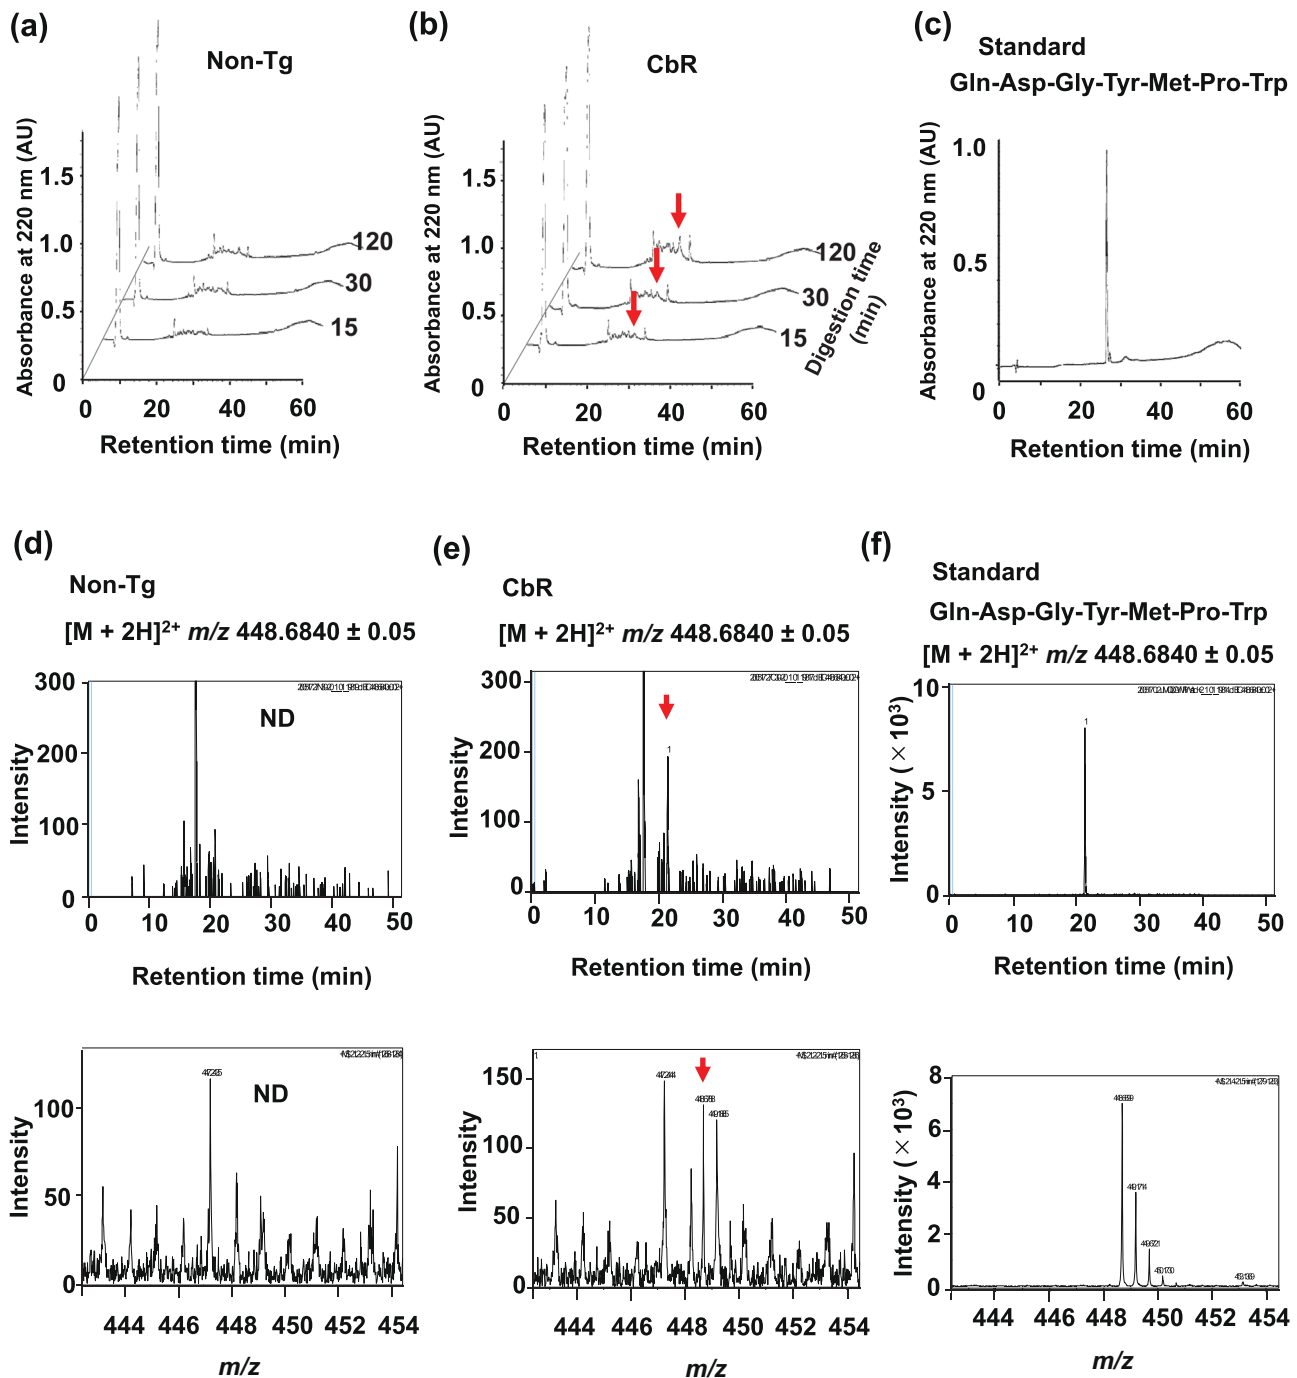 (a)
Non-Tg
Absorbance at 220 nm (AU)
1.5
1.0
0.5
0
120
30
15
0 20 40 60
Retention time (min)
(b)
CbR
Absorbance at 220 nm (AU)
1.5
1.0
0.5
0
120
30
15
Digestion time
(min)
0 20 40 60
Retention time (min)
(c)
Standard
Gln-Asp-Gly-Tyr-Met-Pro-Trp
Absorbance at 220 nm (AU)
1.0
0.5
0
0 20 40 60
Retention time (min)
(d)
Non-Tg
[M + 2H]²⁺ m/z 448.6840 ± 0.05
ND
Intensity
300
200
100
0
0 10 20 30 40 50
Retention time (min)
ND
Intensity
100
50
0
444 446 448 450 452 454
m/z
(e)
CbR
[M + 2H]²⁺ m/z 448.6840 ± 0.05
1
Intensity
300
200
100
0
0 10 20 30 40 50
Retention time (min)
1
Intensity
150
100
50
0
444 446 448 450 452 454
m/z
(f)
Standard
Gln-Asp-Gly-Tyr-Met-Pro-Trp
[M + 2H]²⁺ m/z 448.6840 ± 0.05
1
Intensity (×10³)
10
5
0
0 10 20 30 40 50
Retention time (min)
Intensity (×10³)
8
6
4
2
0
444 446 448 450 452 454
m/z